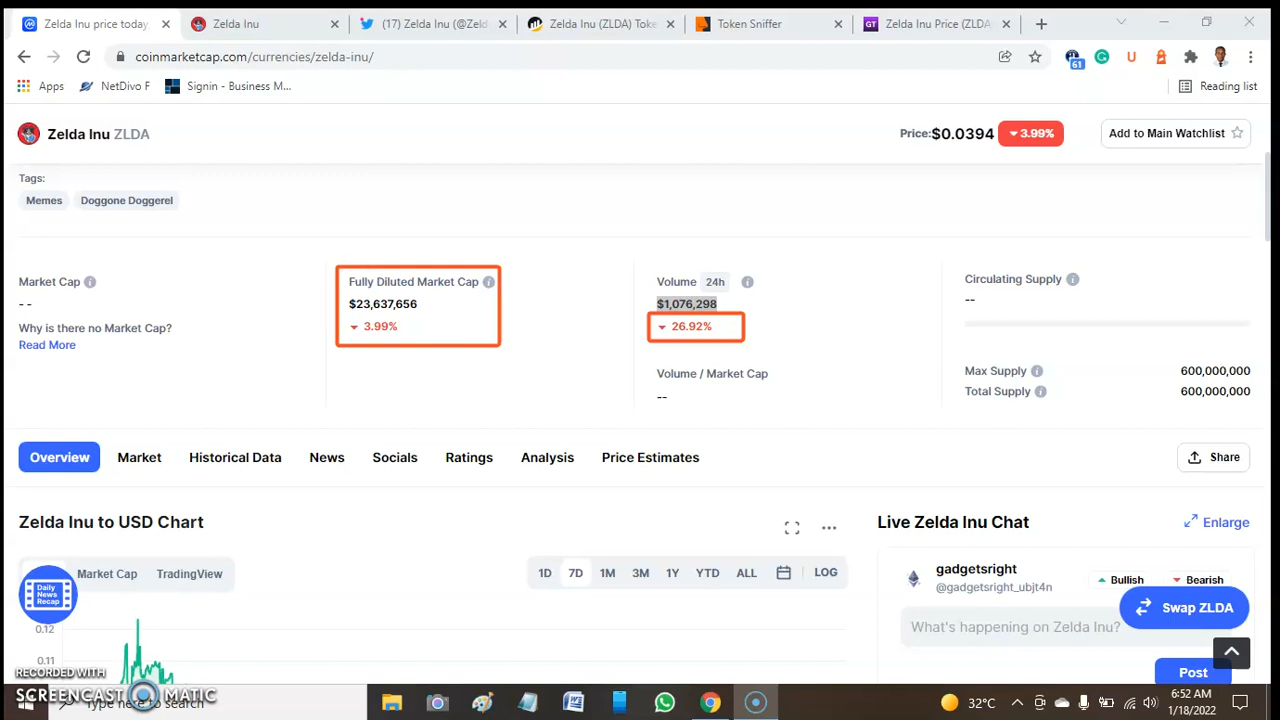 Zelda Inu price today,
Zelda Inu
(17) Zelda Inu (@Zeld
Zelda Inu (ZLDA) Toke
Token Sniffer
GT
Zelda Inu Price (ZLDA
coinmarketcap.com/currencies/zelda-inu/
61
U
Apps
NetDivo F
Signin - Business M...
Reading list
Zelda Inu ZLDA
Price: $0.0394
3.99%
Add to Main Watchlist
Tags:
Memes
Doggone Doggerel
Market Cap
- -
Why is there no Market Cap?
Read More
Fully Diluted Market Cap
$23,637,656
3.99%
Volume 24h
$1,076,298
26.92%
Volume / Market Cap
--
Circulating Supply
--
Max Supply 600,000,000
Total Supply 600,000,000
Overview
Market
Historical Data
News
Socials
Ratings
Analysis
Price Estimates
Share
Zelda Inu to USD Chart
Market Cap
TradingView
1D
7D
1M
3M
1Y
YTD
ALL
LOG
Daily
News
Recap
0.12
0.11
Live Zelda Inu Chat
Enlarge
gadgetsright
@gadgetsright_ubjt4n
Bullish
Bearish
What's happening on Zelda Inu?
Swap ZLDA
Post
RECORDED WITH
SCREENCAST MATIC
Type here to search
32°C
6:52 AM
1/18/2022